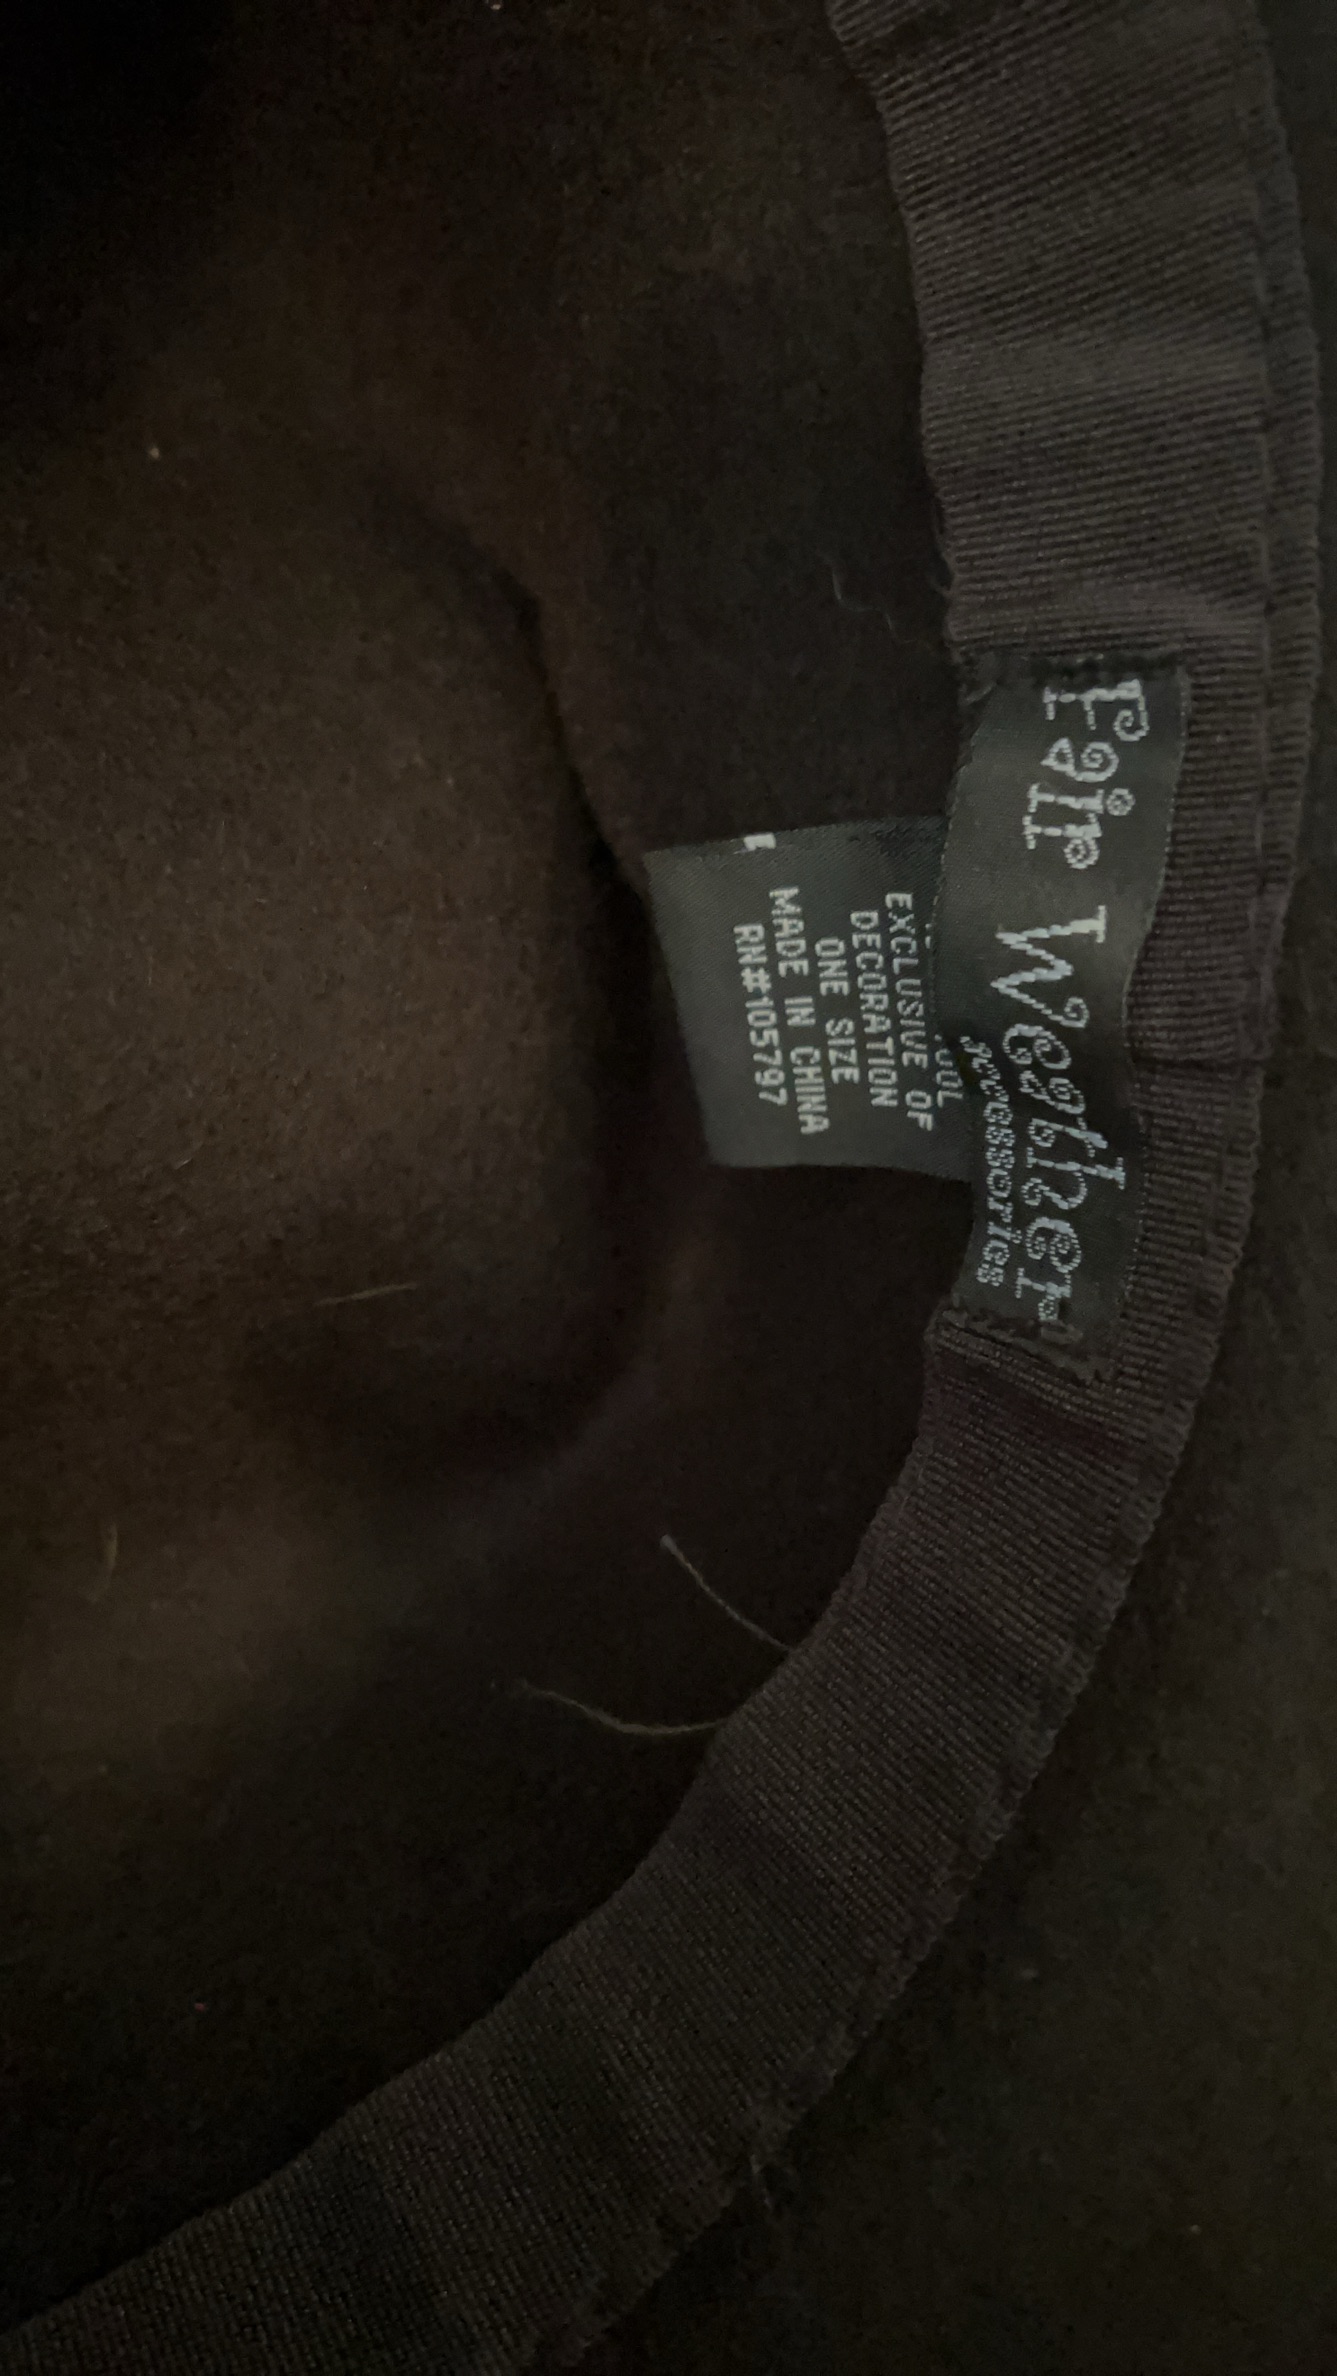 Fair Weather
accessories
EXCLUSIVE OF
DECORATION
ONE SIZE
MADE IN CHINA
RN#105797